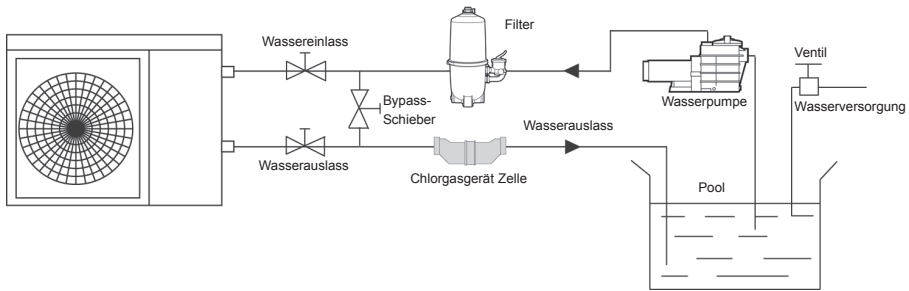 Filter
Wassereinlass
Ventil
Bypass-
Schieber
Wasserpumpe
Wasserversorgung
Wasserauslass
Wasserauslass
Chlorgasgerät Zelle
Pool